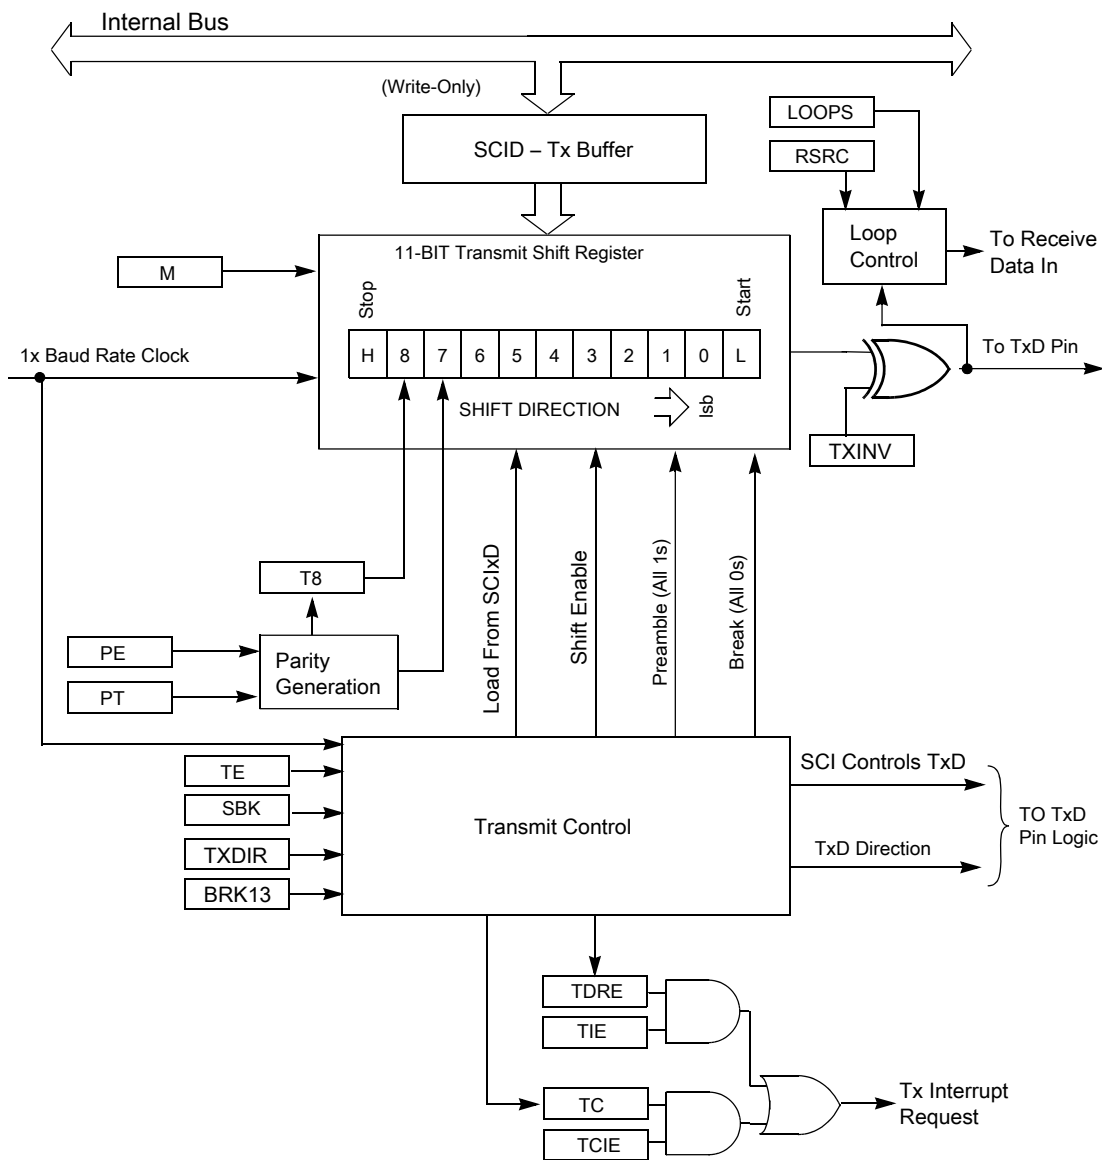 Internal Bus
(Write-Only)
LOOPS
SCID – Tx Buffer
RSRC
11-BIT Transmit Shift Register
Loop
Control
To Receive
Data In
M
Stop
Start
1x Baud Rate Clock
H 8 7 6 5 4 3 2 1 0 L
To TxD Pin
SHIFT DIRECTION
lsb
TXINV
Load From SCIxD
Shift Enable
Preamble (All 1s)
Break (All 0s)
T8
PE
Parity
Generation
PT
TE
SBK
TXDIR
BRK13
Transmit Control
SCI Controls TxD
TxD Direction
TO TxD
Pin Logic
TDRE
TIE
TC
TCIE
Tx Interrupt
Request